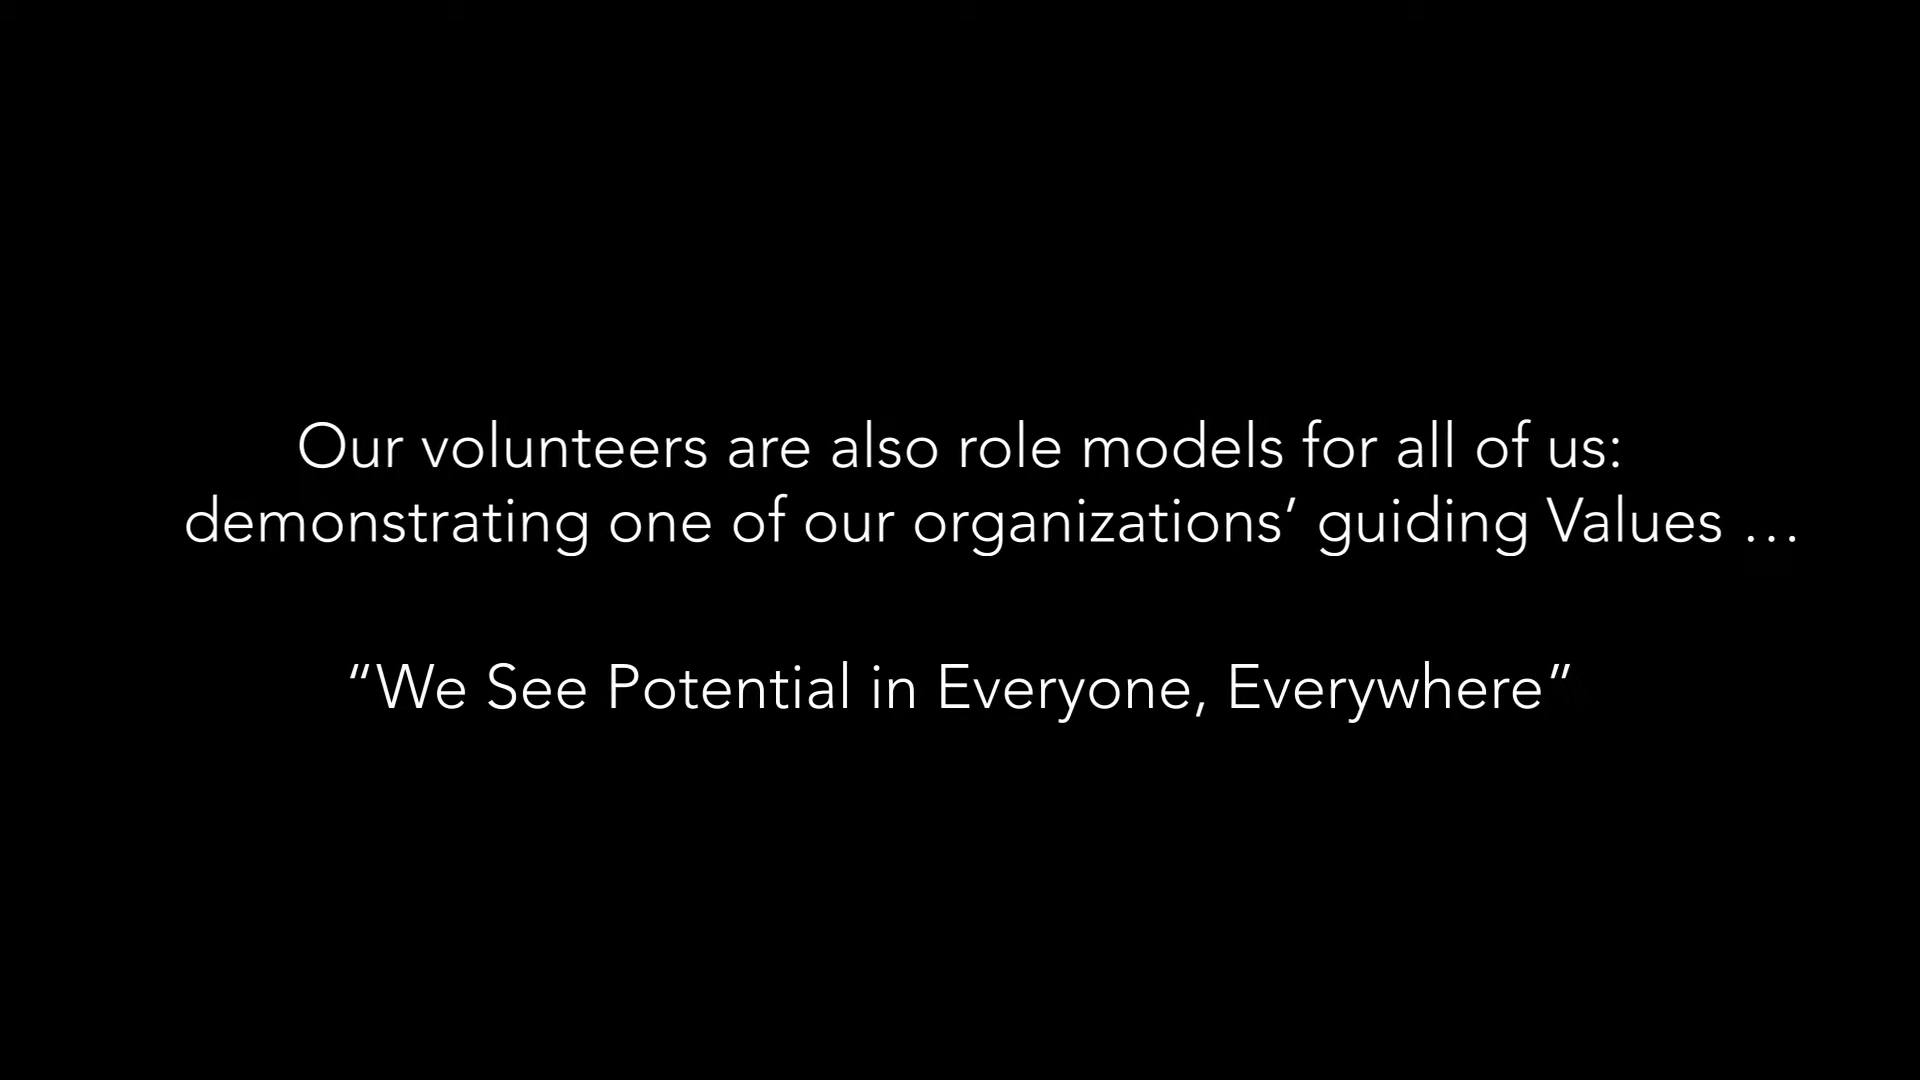 Our volunteers are also role models for all of us:
demonstrating one of our organizations’ guiding Values …
“We See Potential in Everyone, Everywhere”